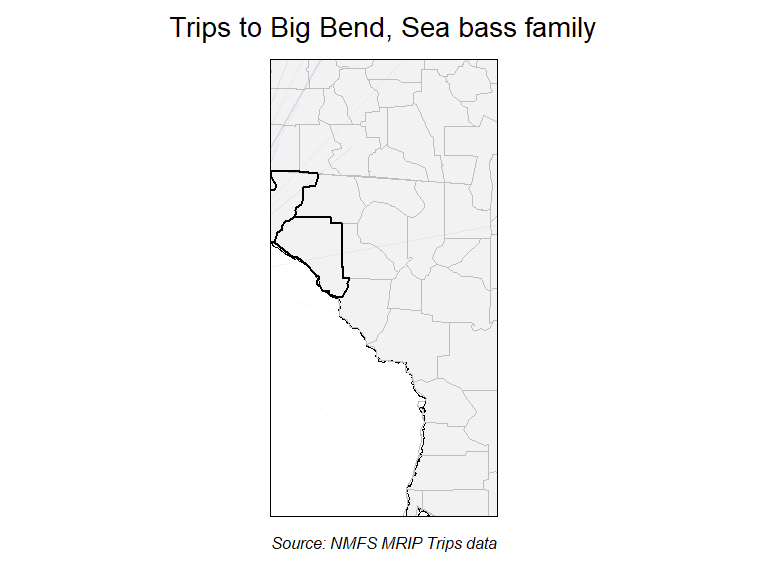 Trips to Big Bend, Sea bass family
Source: NMFS MRIP Trips data